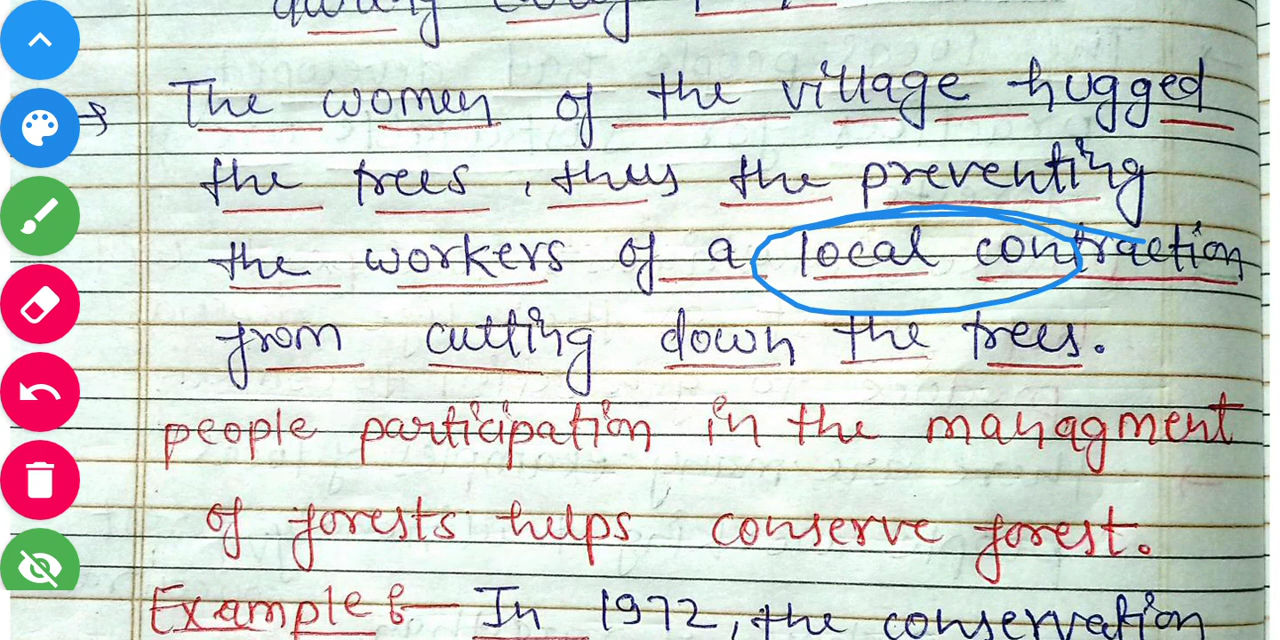 → The women of the village hugged
the trees, thus the preventing
the workers of a local contraction
from cutting down the trees.
people participation in the managment
of forests helps conserve forest.
Example :- In 1972, the conservation